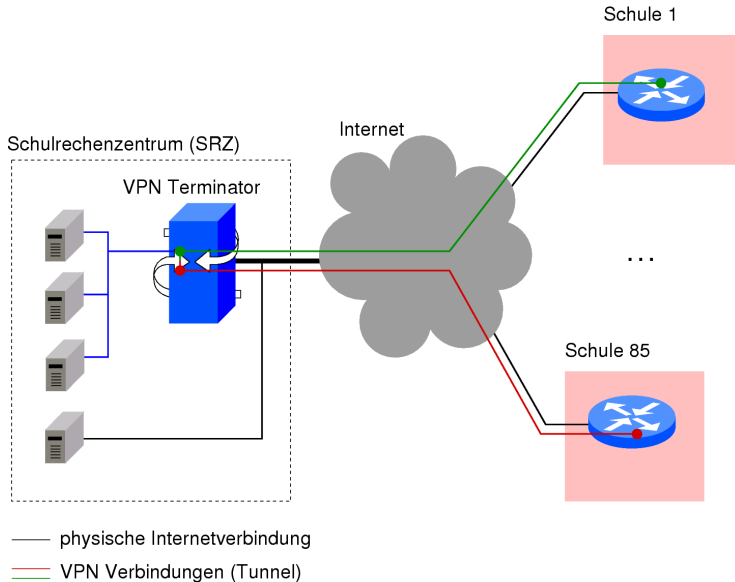 Schule 1
Internet
Schulrechenzentrum (SRZ)
VPN Terminator
...
Schule 85
physische Internetverbindung
VPN Verbindungen (Tunnel)